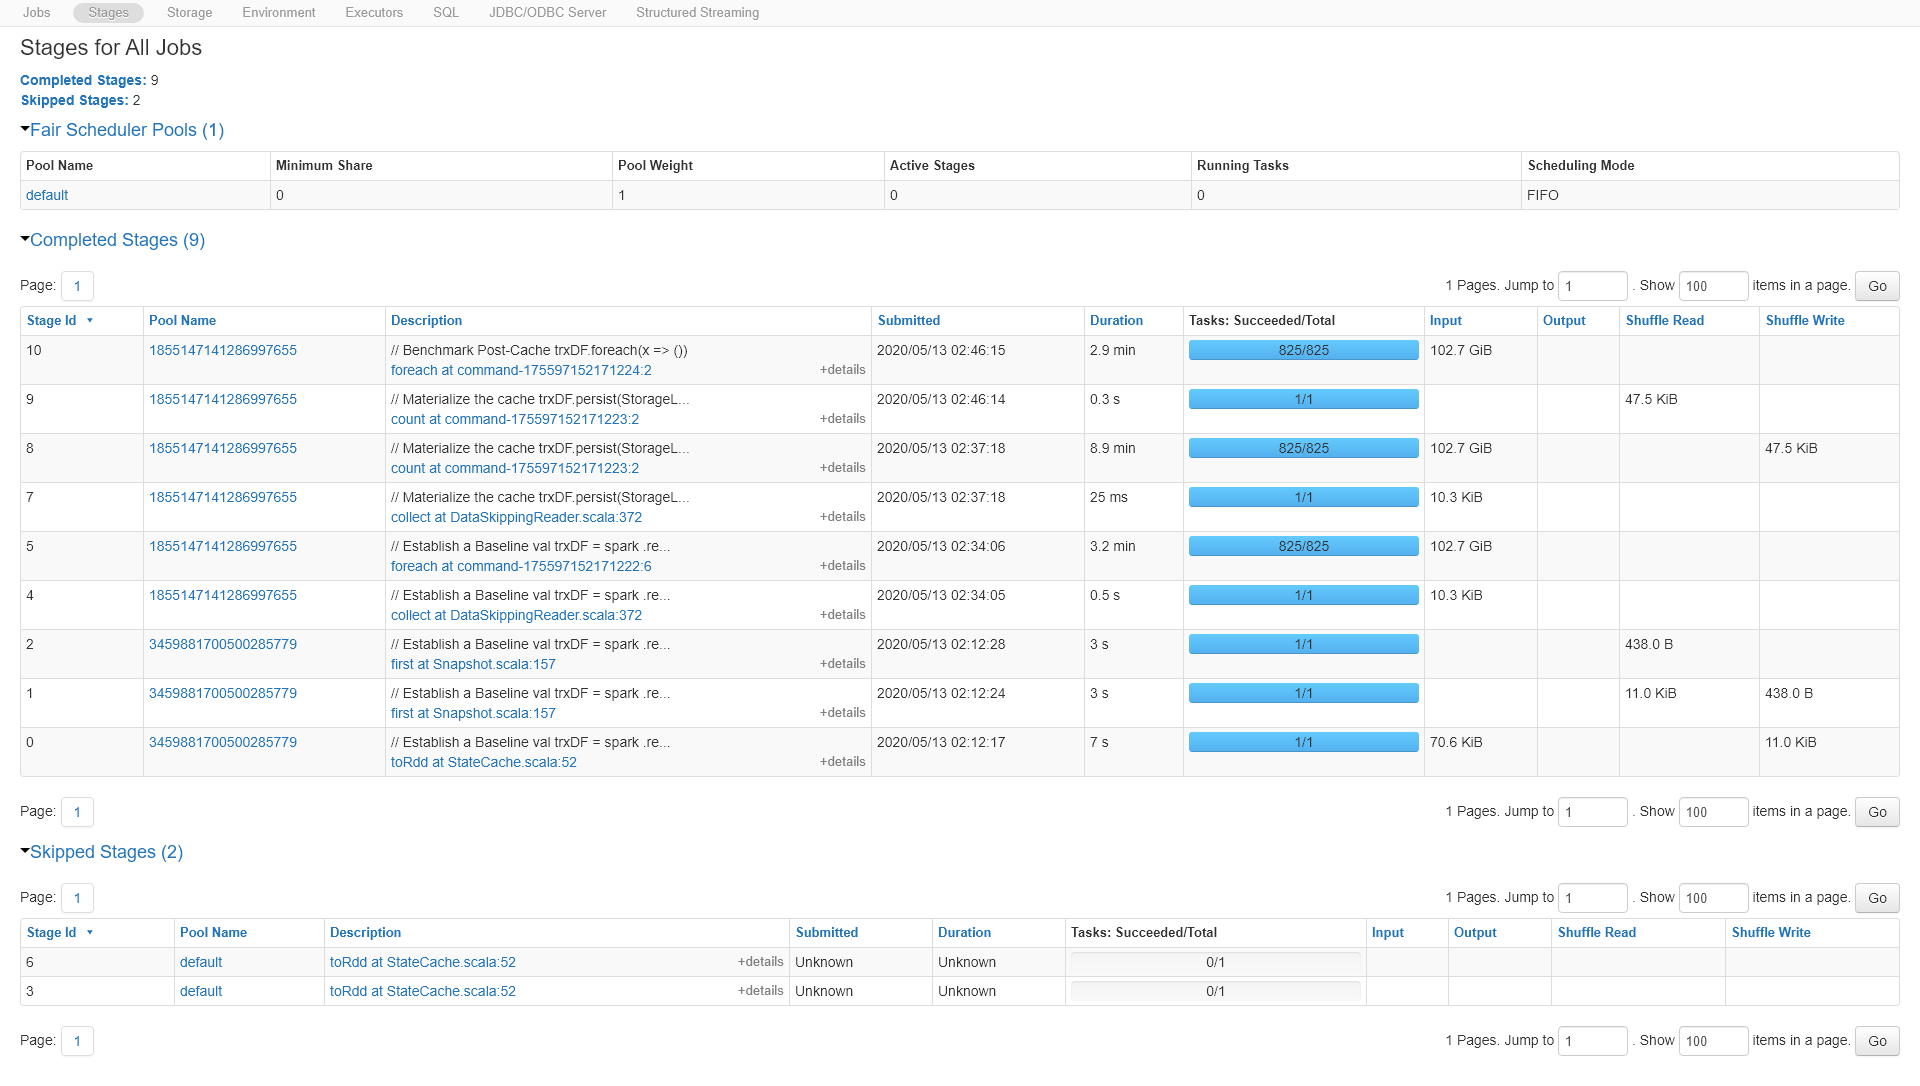 Jobs Stages Storage Environment Executors SQL JDBC/ODBC Server Structured Streaming
Stages for All Jobs
Completed Stages: 9
Skipped Stages: 2
Fair Scheduler Pools (1)
Pool Name Minimum Share Pool Weight Active Stages Running Tasks Scheduling Mode
default 0 1 0 0 FIFO
Completed Stages (9)
Page: 1 1 Pages. Jump to 1 . Show 100 items in a page. Go
Stage Id Pool Name Description Submitted Duration Tasks: Succeeded/Total Input Output Shuffle Read Shuffle Write
10 1855147141286997655 // Benchmark Post-Cache trxDF.foreach(x => ()) 2020/05/13 02:46:15 2.9 min 825/825 102.7 GiB
foreach at command-175597152171224:2 +details
9 1855147141286997655 // Materialize the cache trxDF.persist(StorageL... 2020/05/13 02:46:14 0.3 s 1/1 47.5 KiB
count at command-175597152171223:2 +details
8 1855147141286997655 // Materialize the cache trxDF.persist(StorageL... 2020/05/13 02:37:18 8.9 min 825/825 102.7 GiB 47.5 KiB
count at command-175597152171223:2 +details
7 1855147141286997655 // Materialize the cache trxDF.persist(StorageL... 2020/05/13 02:37:18 25 ms 1/1 10.3 KiB
collect at DataSkippingReader.scala:372 +details
5 1855147141286997655 // Establish a Baseline val trxDF = spark .re... 2020/05/13 02:34:06 3.2 min 825/825 102.7 GiB
foreach at command-175597152171222:6 +details
4 1855147141286997655 // Establish a Baseline val trxDF = spark .re... 2020/05/13 02:34:05 0.5 s 1/1 10.3 KiB
collect at DataSkippingReader.scala:372 +details
2 3459881700500285779 // Establish a Baseline val trxDF = spark .re... 2020/05/13 02:12:28 3 s 1/1 438.0 B
first at Snapshot.scala:157 +details
1 3459881700500285779 // Establish a Baseline val trxDF = spark .re... 2020/05/13 02:12:24 3 s 1/1 11.0 KiB 438.0 B
first at Snapshot.scala:157 +details
0 3459881700500285779 // Establish a Baseline val trxDF = spark .re... 2020/05/13 02:12:17 7 s 1/1 70.6 KiB 11.0 KiB
toRdd at StateCache.scala:52 +details
Page: 1 1 Pages. Jump to 1 . Show 100 items in a page. Go
Skipped Stages (2)
Page: 1 1 Pages. Jump to 1 . Show 100 items in a page. Go
Stage Id Pool Name Description Submitted Duration Tasks: Succeeded/Total Input Output Shuffle Read Shuffle Write
6 default toRdd at StateCache.scala:52 +details Unknown Unknown 0/1
3 default toRdd at StateCache.scala:52 +details Unknown Unknown 0/1
Page: 1 1 Pages. Jump to 1 . Show 100 items in a page. Go